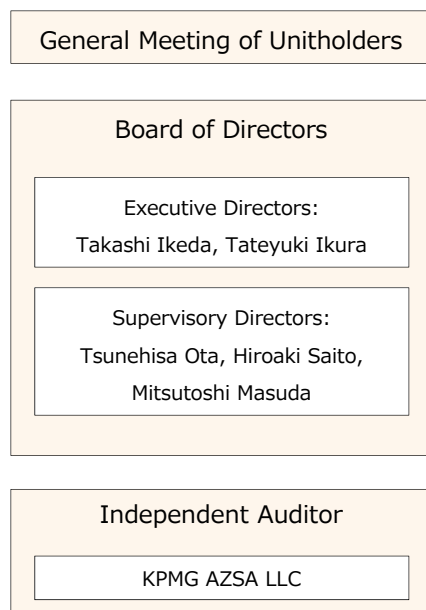 General Meeting of Unitholders
Board of Directors
Executive Directors:
Takashi Ikeda, Tateyuki Ikura
Supervisory Directors:
Tsunehisa Ota, Hiroaki Saito,
Mitsutoshi Masuda
Independent Auditor
KPMG AZSA LLC